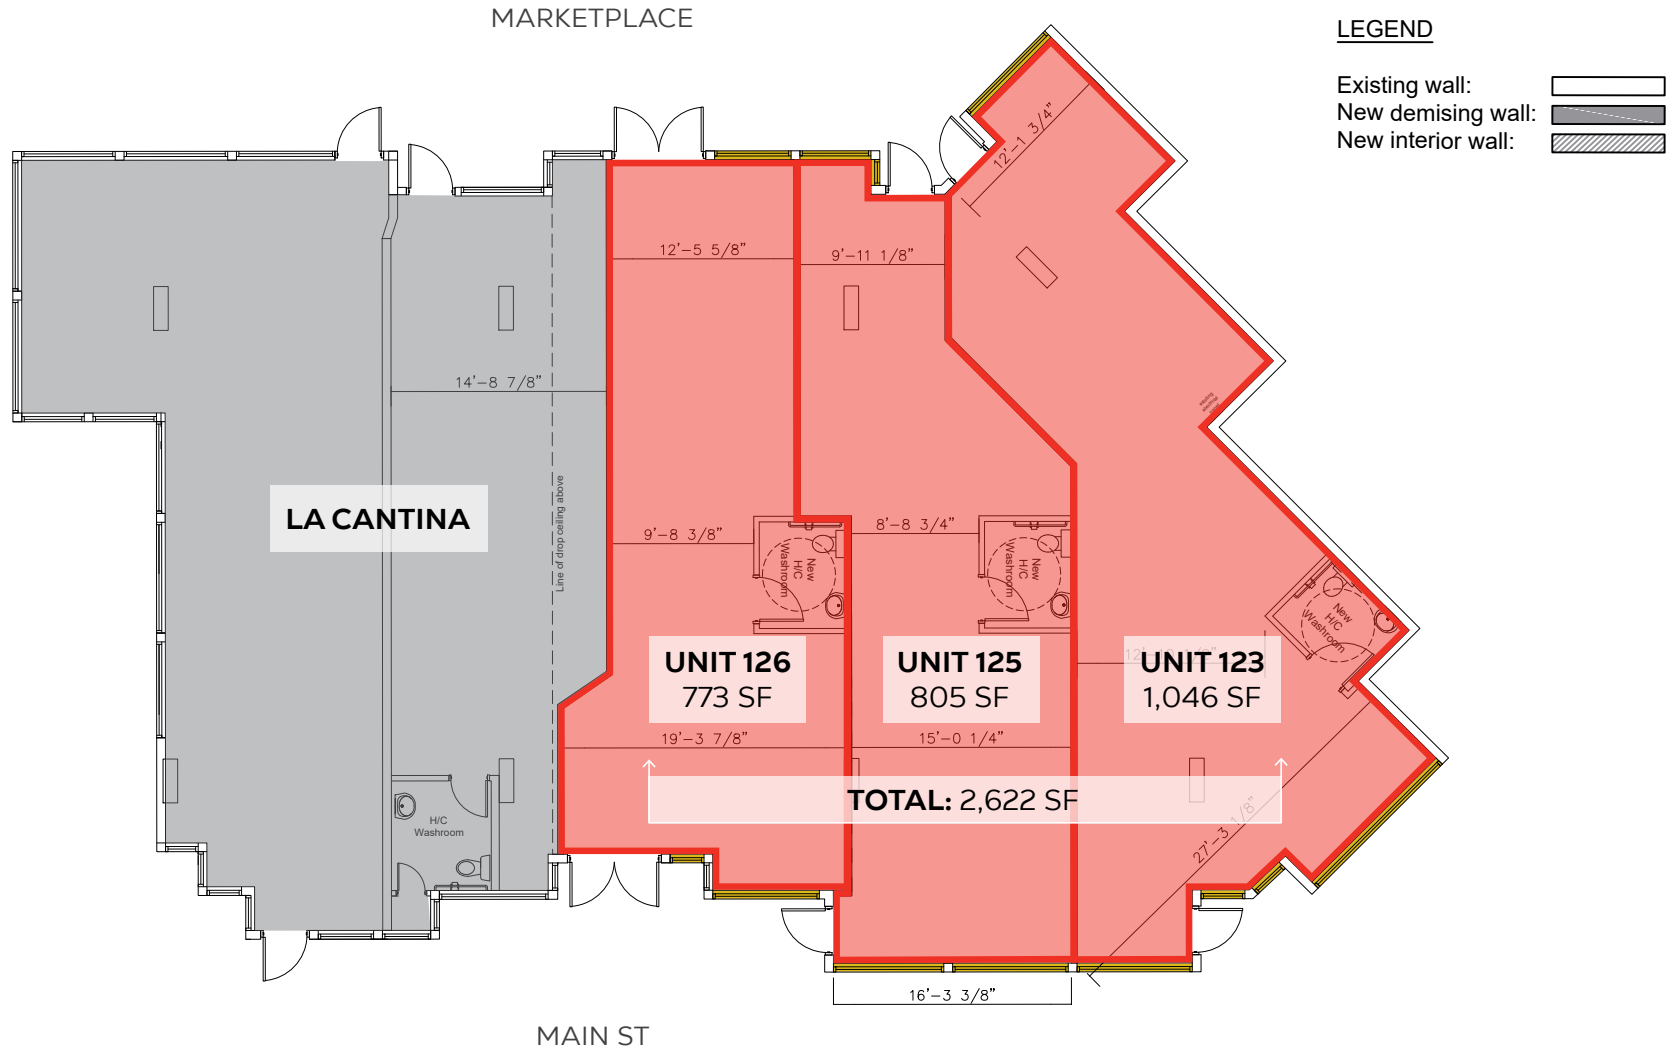 MARKETPLACE
LEGEND
Existing wall:
New demising wall:
New interior wall:
12'-1 3/4"
12'-5 5/8"
9'-11 1/8"
14'-8 7/8"
existing
electrical
panel
Line of drop ceiling above
LA CANTINA
9'-8 3/8"
8'-8 3/4"
New
H/C
Washroom
New
H/C
Washroom
New
H/C
Washroom
UNIT 126
773 SF
UNIT 125
805 SF
UNIT 123
1,046 SF
19'-3 7/8"
15'-0 1/4"
TOTAL: 2,622 SF
27'-3 1/8"
H/C
Washroom
16'-3 3/8"
MAIN ST